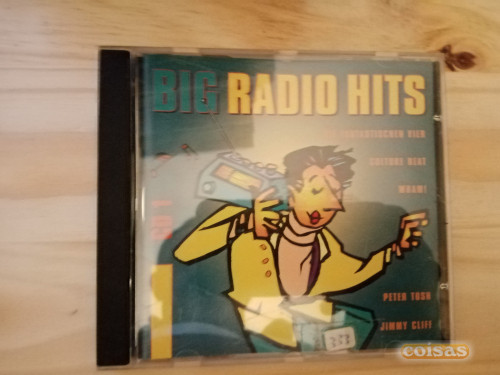 BIG RADIO HITS
FANTASTISCHEN VIER
CULTURE BEAT
WHAM!
PETER TOSH
JIMMY CLIFF
coisas